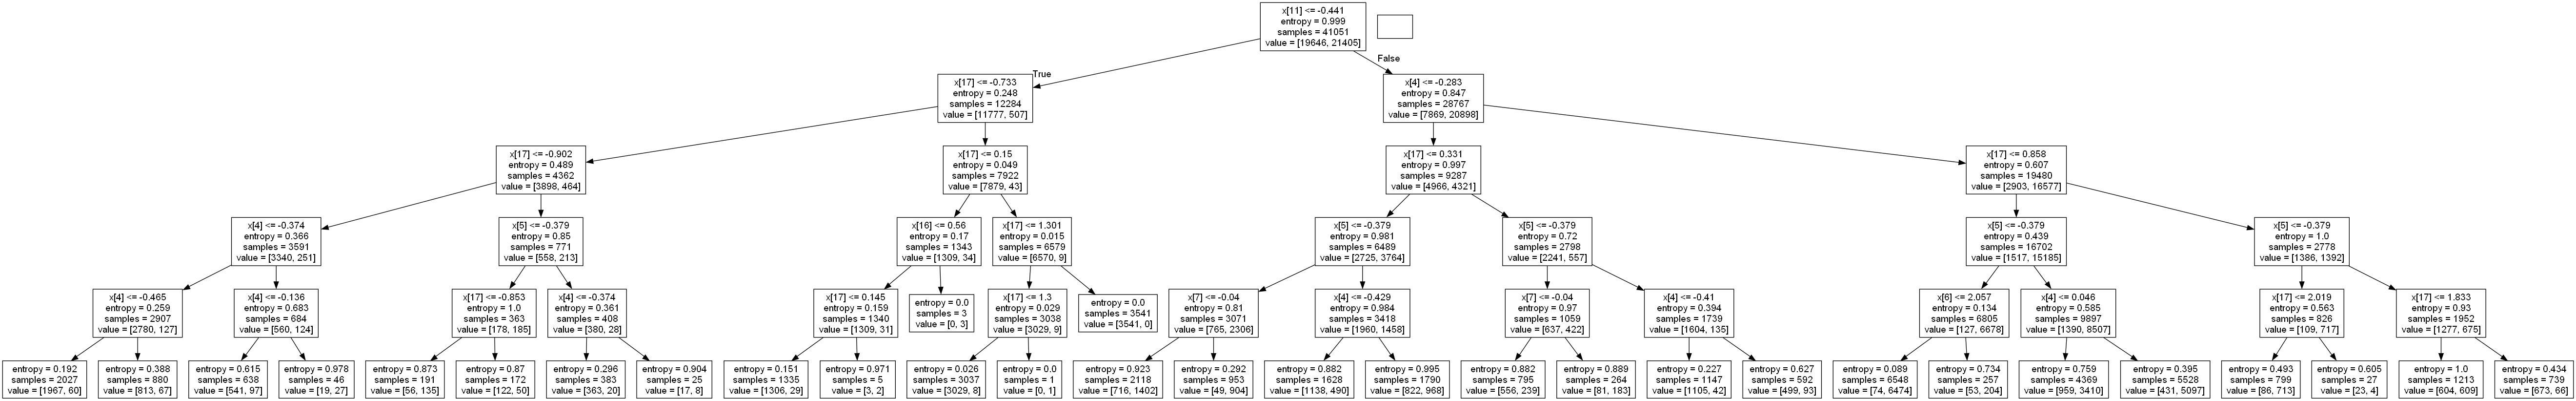 x[11] <= -0.441
entropy = 0.999
samples = 41051
value = [19646, 21405]
True
False
x[17] <= -0.733
entropy = 0.248
samples = 12284
value = [11777, 507]
x[4] <= -0.283
entropy = 0.847
samples = 28767
value = [7869, 20898]
x[17] <= -0.902
entropy = 0.489
samples = 4362
value = [3898, 464]
x[17] <= 0.15
entropy = 0.049
samples = 7922
value = [7879, 43]
x[17] <= 0.331
entropy = 0.997
samples = 9287
value = [4966, 4321]
x[17] <= 0.858
entropy = 0.607
samples = 19480
value = [2903, 16577]
x[4] <= -0.374
entropy = 0.366
samples = 3591
value = [3340, 251]
x[5] <= -0.379
entropy = 0.85
samples = 771
value = [558, 213]
x[16] <= 0.56
entropy = 0.17
samples = 1343
value = [1309, 34]
x[17] <= 1.301
entropy = 0.015
samples = 6579
value = [6570, 9]
x[5] <= -0.379
entropy = 0.981
samples = 6489
value = [2725, 3764]
x[5] <= -0.379
entropy = 0.72
samples = 2798
value = [2241, 557]
x[5] <= -0.379
entropy = 0.439
samples = 16702
value = [1517, 15185]
x[5] <= -0.379
entropy = 1.0
samples = 2778
value = [1386, 1392]
x[4] <= -0.465
entropy = 0.259
samples = 2907
value = [2780, 127]
x[4] <= -0.136
entropy = 0.683
samples = 684
value = [560, 124]
x[17] <= -0.853
entropy = 1.0
samples = 363
value = [178, 185]
x[4] <= -0.374
entropy = 0.361
samples = 408
value = [380, 28]
x[17] <= 0.145
entropy = 0.159
samples = 1340
value = [1309, 31]
entropy = 0.0
samples = 3
value = [0, 3]
x[17] <= 1.3
entropy = 0.029
samples = 3038
value = [3029, 9]
entropy = 0.0
samples = 3541
value = [3541, 0]
x[7] <= -0.04
entropy = 0.81
samples = 3071
value = [765, 2306]
x[4] <= -0.429
entropy = 0.984
samples = 3418
value = [1960, 1458]
x[7] <= -0.04
entropy = 0.97
samples = 1059
value = [637, 422]
x[4] <= -0.41
entropy = 0.394
samples = 1739
value = [1604, 135]
x[6] <= 2.057
entropy = 0.134
samples = 6805
value = [127, 6678]
x[4] <= 0.046
entropy = 0.585
samples = 9897
value = [1390, 8507]
x[17] <= 2.019
entropy = 0.563
samples = 826
value = [109, 717]
x[17] <= 1.833
entropy = 0.93
samples = 1952
value = [1277, 675]
entropy = 0.192
samples = 2027
value = [1967, 60]
entropy = 0.388
samples = 880
value = [813, 67]
entropy = 0.615
samples = 638
value = [541, 97]
entropy = 0.978
samples = 46
value = [19, 27]
entropy = 0.873
samples = 191
value = [56, 135]
entropy = 0.87
samples = 172
value = [122, 50]
entropy = 0.296
samples = 383
value = [363, 20]
entropy = 0.904
samples = 25
value = [17, 8]
entropy = 0.151
samples = 1335
value = [1306, 29]
entropy = 0.971
samples = 5
value = [3, 2]
entropy = 0.026
samples = 3037
value = [3029, 8]
entropy = 0.0
samples = 1
value = [0, 1]
entropy = 0.923
samples = 2118
value = [716, 1402]
entropy = 0.292
samples = 953
value = [49, 904]
entropy = 0.882
samples = 1628
value = [1138, 490]
entropy = 0.995
samples = 1790
value = [822, 968]
entropy = 0.882
samples = 795
value = [556, 239]
entropy = 0.889
samples = 264
value = [81, 183]
entropy = 0.227
samples = 1147
value = [1105, 42]
entropy = 0.627
samples = 592
value = [499, 93]
entropy = 0.089
samples = 6548
value = [74, 6474]
entropy = 0.734
samples = 257
value = [53, 204]
entropy = 0.759
samples = 4369
value = [959, 3410]
entropy = 0.395
samples = 5528
value = [431, 5097]
entropy = 0.493
samples = 799
value = [86, 713]
entropy = 0.605
samples = 27
value = [23, 4]
entropy = 1.0
samples = 1213
value = [604, 609]
entropy = 0.434
samples = 739
value = [673, 66]